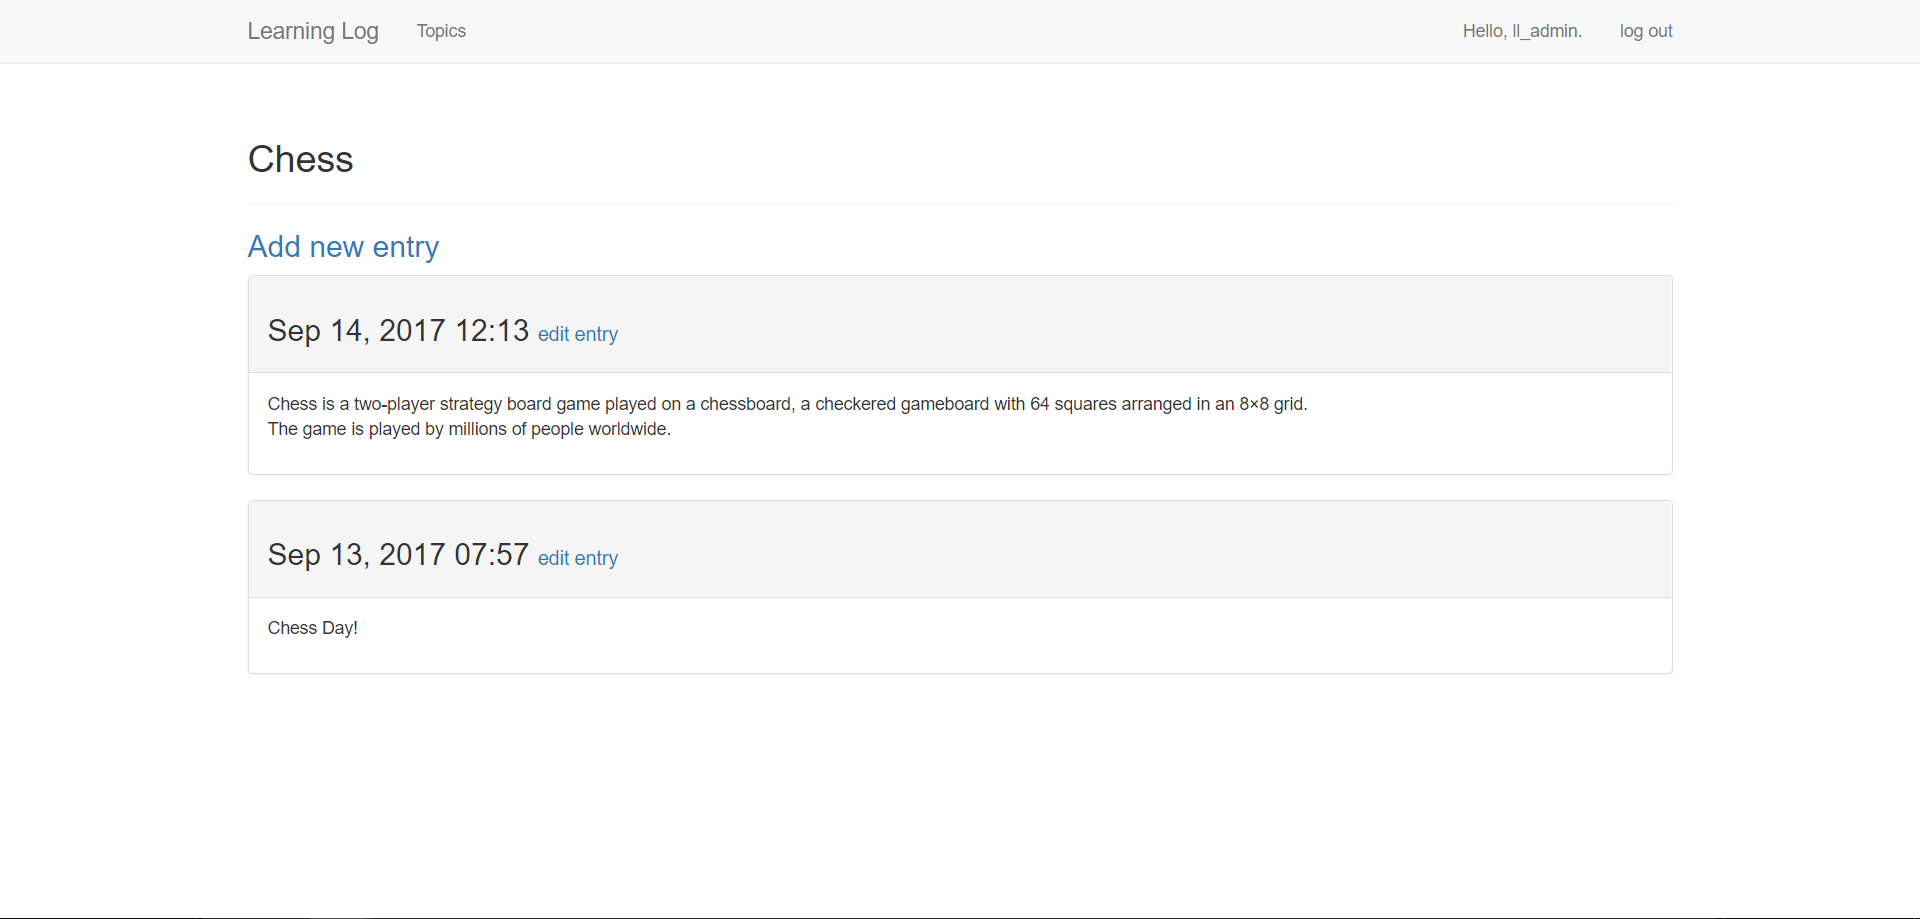 Learning Log Topics Hello, ll_admin. log out
Chess
Add new entry
Sep 14, 2017 12:13 edit entry
Chess is a two-player strategy board game played on a chessboard, a checkered gameboard with 64 squares arranged in an 8×8 grid.
The game is played by millions of people worldwide.
Sep 13, 2017 07:57 edit entry
Chess Day!